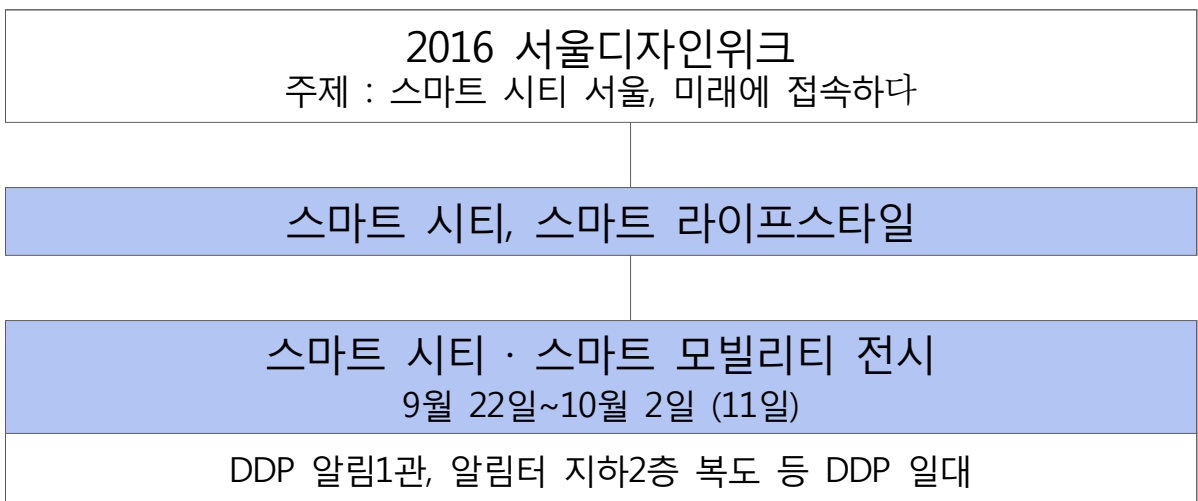 2016 서울디자인위크
주제 : 스마트 시티 서울, 미래에 접속하다
스마트 시티, 스마트 라이프스타일
스마트 시티 · 스마트 모빌리티 전시
9월 22일~10월 2일 (11일)
DDP 알림1관, 알림터 지하2층 복도 등 DDP 일대